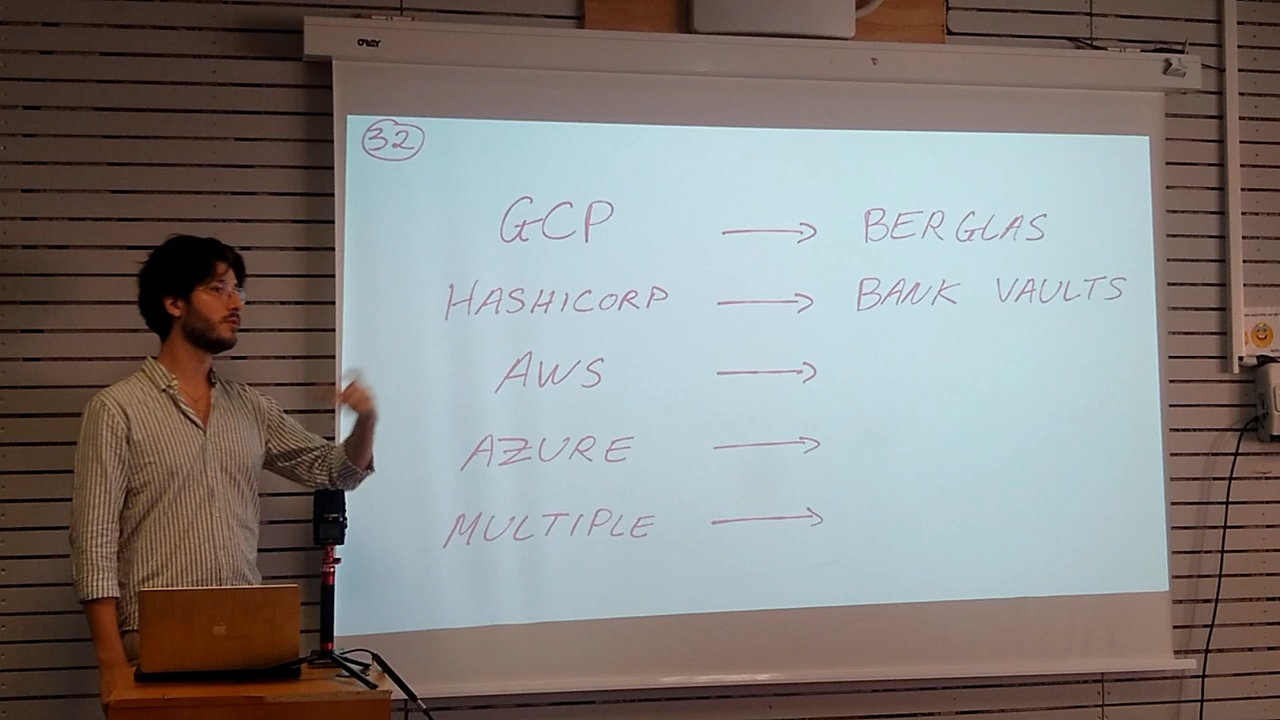 32
GCP → BERGLAS
HASHICORP → BANK VAULTS
AWS →
AZURE →
MULTIPLE →